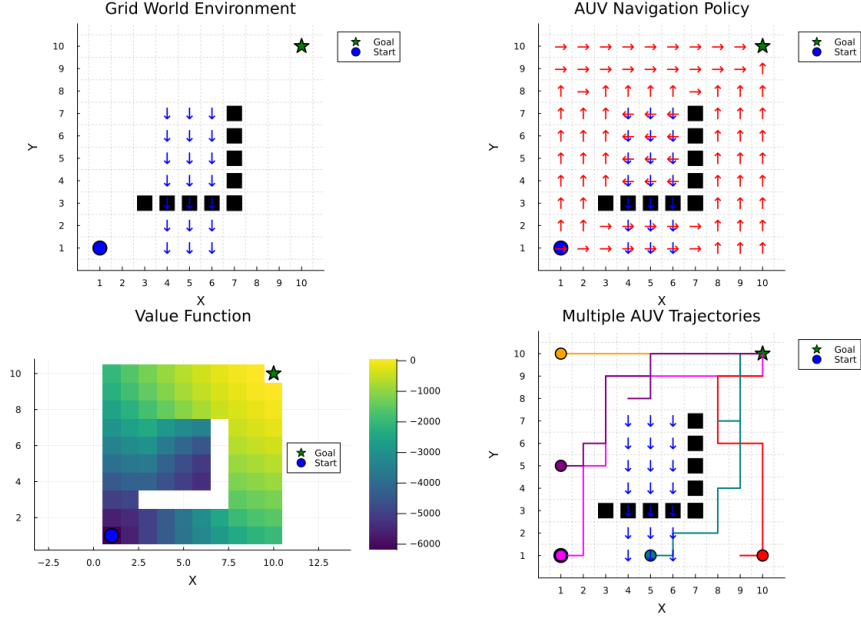 Grid World Environment
10
9
8
7
6
5
4
3
2
1
Y
1 2 3 4 5 6 7 8 9 10
X
Goal
Start
AUV Navigation Policy
10
9
8
7
6
5
4
3
2
1
Y
1 2 3 4 5 6 7 8 9 10
X
Goal
Start
Value Function
10
8
6
4
2
Y
−2.5 0.0 2.5 5.0 7.5 10.0 12.5
X
Goal
Start
0
−1000
−2000
−3000
−4000
−5000
−6000
Multiple AUV Trajectories
10
9
8
7
6
5
4
3
2
1
Y
1 2 3 4 5 6 7 8 9 10
X
Goal
Start